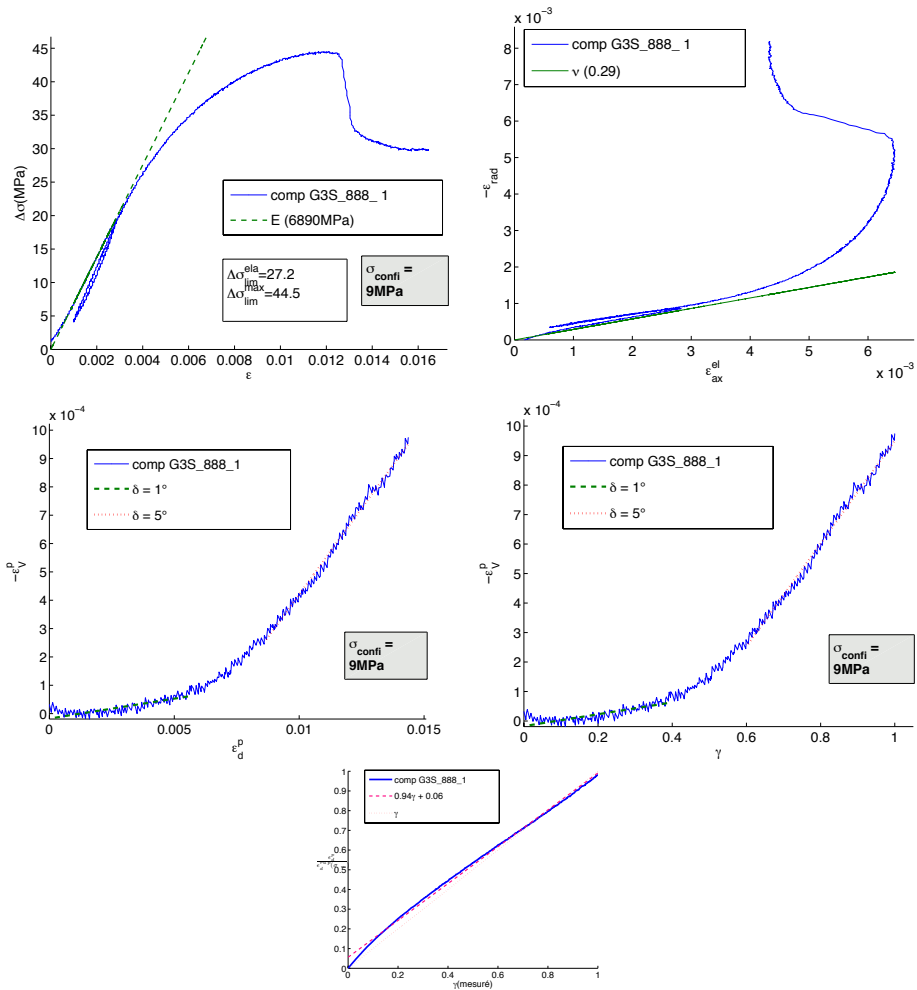 45
40
35
30
25
20
15
10
5
0
Δσ(MPa)
comp G3S_888_ 1
E (6890MPa)
Δσ^ela_lim=27.2
Δσ^max_lim=44.5
σ_confi =
9MPa
0 0.002 0.004 0.006 0.008 0.01 0.012 0.014 0.016
ε
x 10^-3
comp G3S_888_ 1
ν (0.29)
8
7
6
5
4
3
2
1
0
−ε_rad
0 1 2 3 4 5 6
ε^el_ax
x 10^-3
x 10^-4
10
9
8
7
6
5
4
3
2
1
0
−ε^p_V
comp G3S_888_1
δ = 1°
δ = 5°
σ_confi =
9MPa
0 0.005 0.01 0.015
ε^p_d
x 10^-4
10
9
8
7
6
5
4
3
2
1
0
−ε^p_V
comp G3S_888_1
δ = 1°
δ = 5°
σ_confi =
9MPa
0 0.2 0.4 0.6 0.8 1
γ
1
0.9
0.8
0.7
0.6
0.5
0.4
0.3
0.2
0.1
0
comp G3S_888_1
0.94γ + 0.06
γ
0 0.2 0.4 0.6 0.8 1
γ(mesuré)